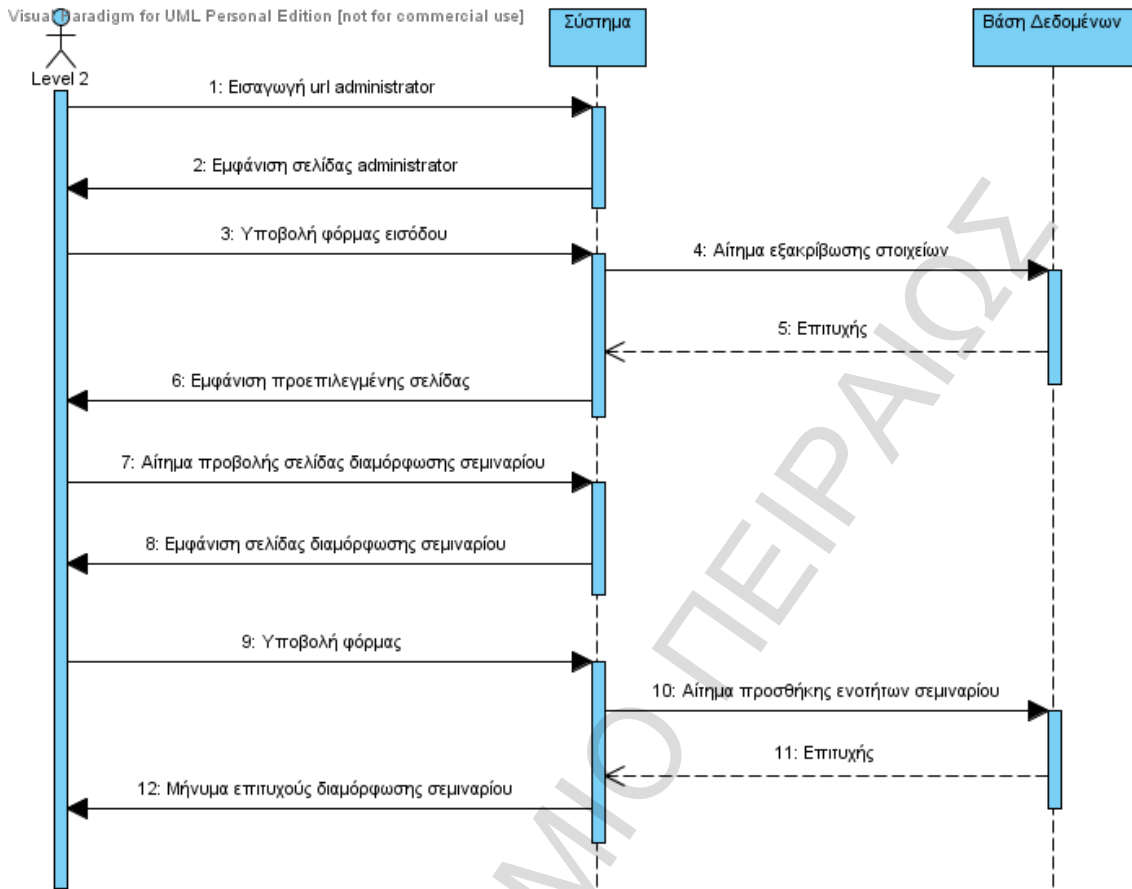 Visual Paradigm for UML Personal Edition [not for commercial use]
Level 2
Σύστημα
Βάση Δεδομένων
1: Εισαγωγή url administrator
2: Εμφάνιση σελίδας administrator
3: Υποβολή φόρμας εισόδου
4: Αίτημα εξακρίβωσης στοιχείων
5: Επιτυχής
6: Εμφάνιση προεπιλεγμένης σελίδας
7: Αίτημα προβολής σελίδας διαμόρφωσης σεμιναρίου
8: Εμφάνιση σελίδας διαμόρφωσης σεμιναρίου
9: Υποβολή φόρμας
10: Αίτημα προσθήκης ενοτήτων σεμιναρίου
11: Επιτυχής
12: Μήνυμα επιτυχούς διαμόρφωσης σεμιναρίου
ΜΙΟ ΠΕΙΡΑΙΩΣ